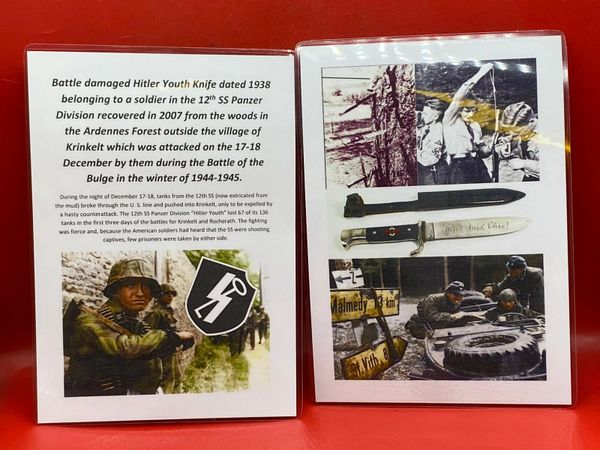 Battle damaged Hitler Youth Knife dated 1938
belonging to a soldier in the 12th SS Panzer
Division recovered in 2007 from the woods in
the Ardennes Forest outside the village of
Krinkelt which was attacked on the 17-18
December by them during the Battle of the
Bulge in the winter of 1944-1945.
During the night of December 17-18, tanks from the 12th SS (now extricated from
the mud) broke through the U. S. line and pushed into Krinkelt, only to be expelled by
a hasty counterattack. The 12th SS Panzer Division "Hitler Youth" lost 67 of its 136
tanks in the first three days of the battles for Krinkelt and Rocherath. The fighting
was fierce and, because the American soldiers had heard that the SS were shooting
captives, few prisoners were taken by either side.
Blut und Ehre!
Malmedy 13 km
St. Vith 8